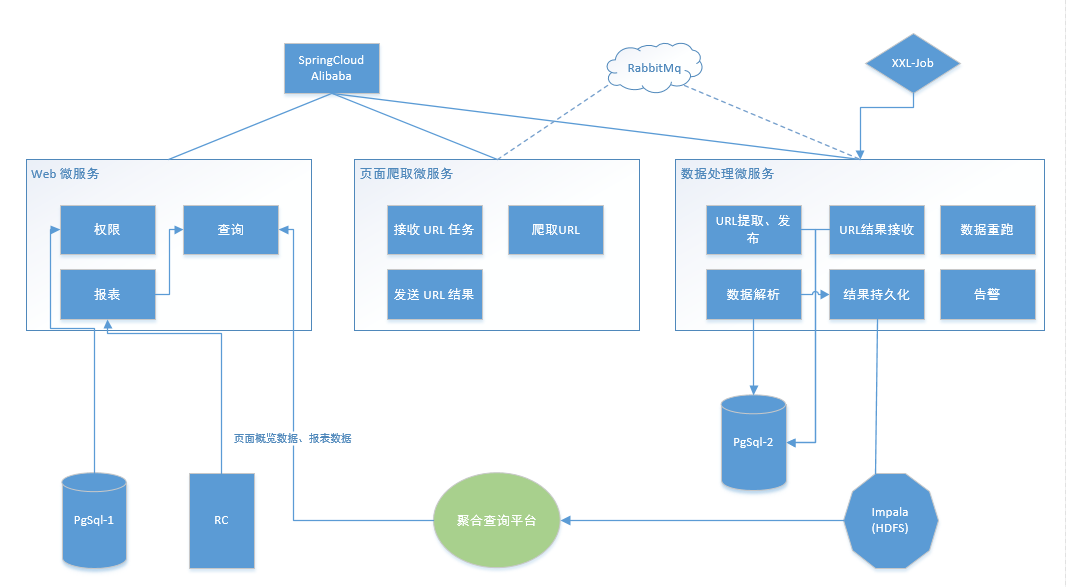 SpringCloud
Alibaba
RabbitMq
XXL-Job
Web 微服务
权限
查询
报表
页面爬取微服务
接收 URL 任务
爬取URL
发送 URL 结果
数据处理微服务
URL提取、发
布
URL结果接收
数据重跑
数据解析
结果持久化
告警
页面概览数据、报表数据
PgSql-2
PgSql-1
RC
聚合查询平台
Impala
(HDFS)